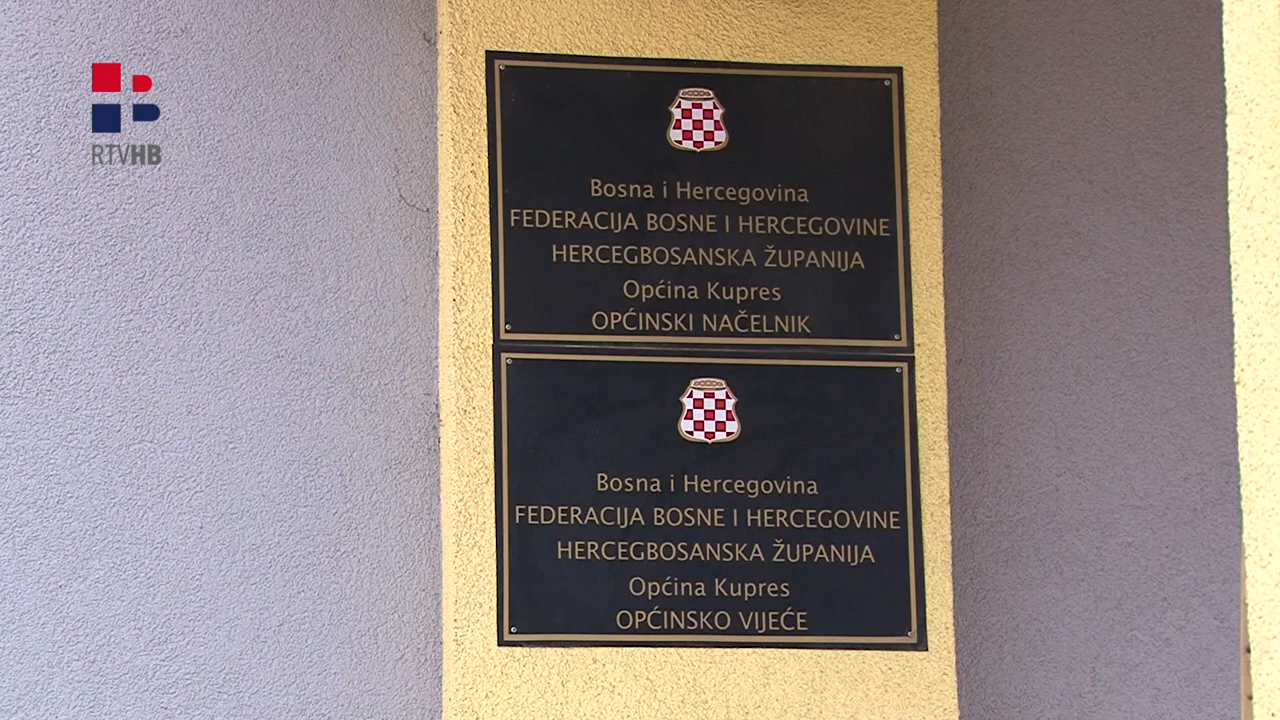 RTVHB
Bosna i Hercegovina
FEDERACIJA BOSNE I HERCEGOVINE
HERCEGBOSANSKA ŽUPANIJA
Općina Kupres
OPĆINSKI NAČELNIK
Bosna i Hercegovina
FEDERACIJA BOSNE I HERCEGOVINE
HERCEGBOSANSKA ŽUPANIJA
Općina Kupres
OPĆINSKO VIJEĆE